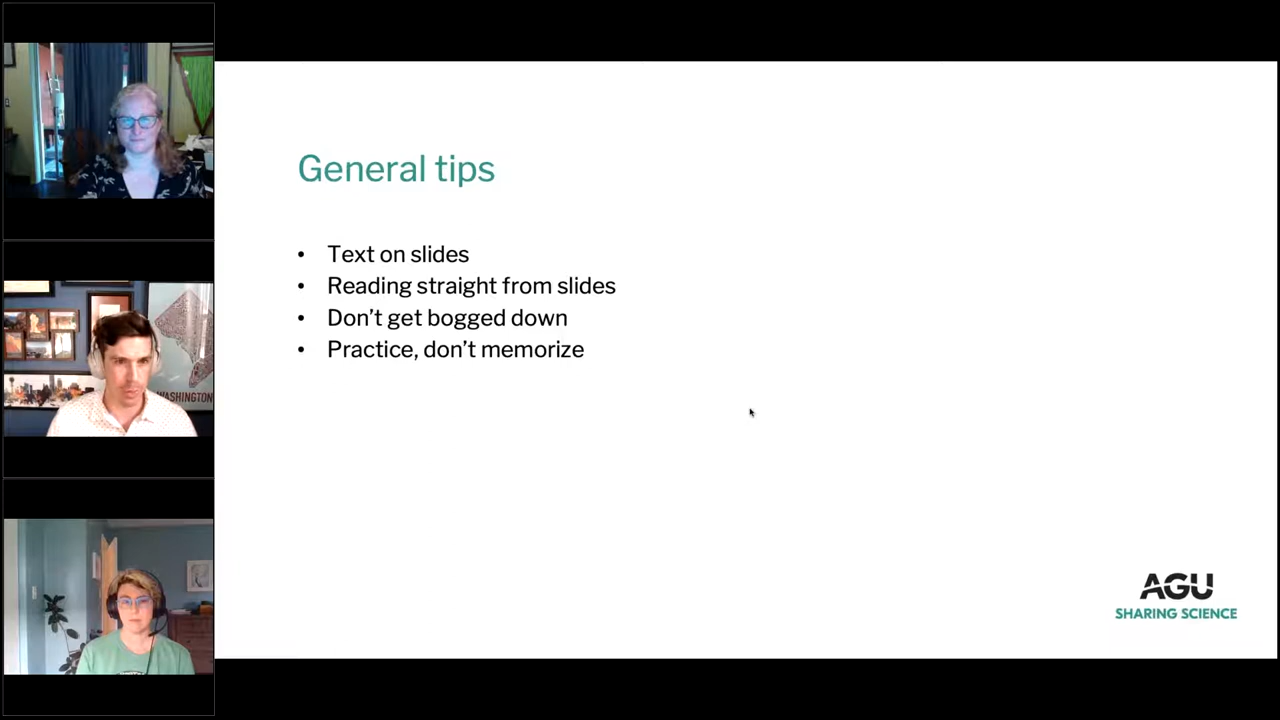 General tips
• Text on slides
• Reading straight from slides
• Don’t get bogged down
• Practice, don’t memorize
WASHINGTON
AGU
SHARING SCIENCE